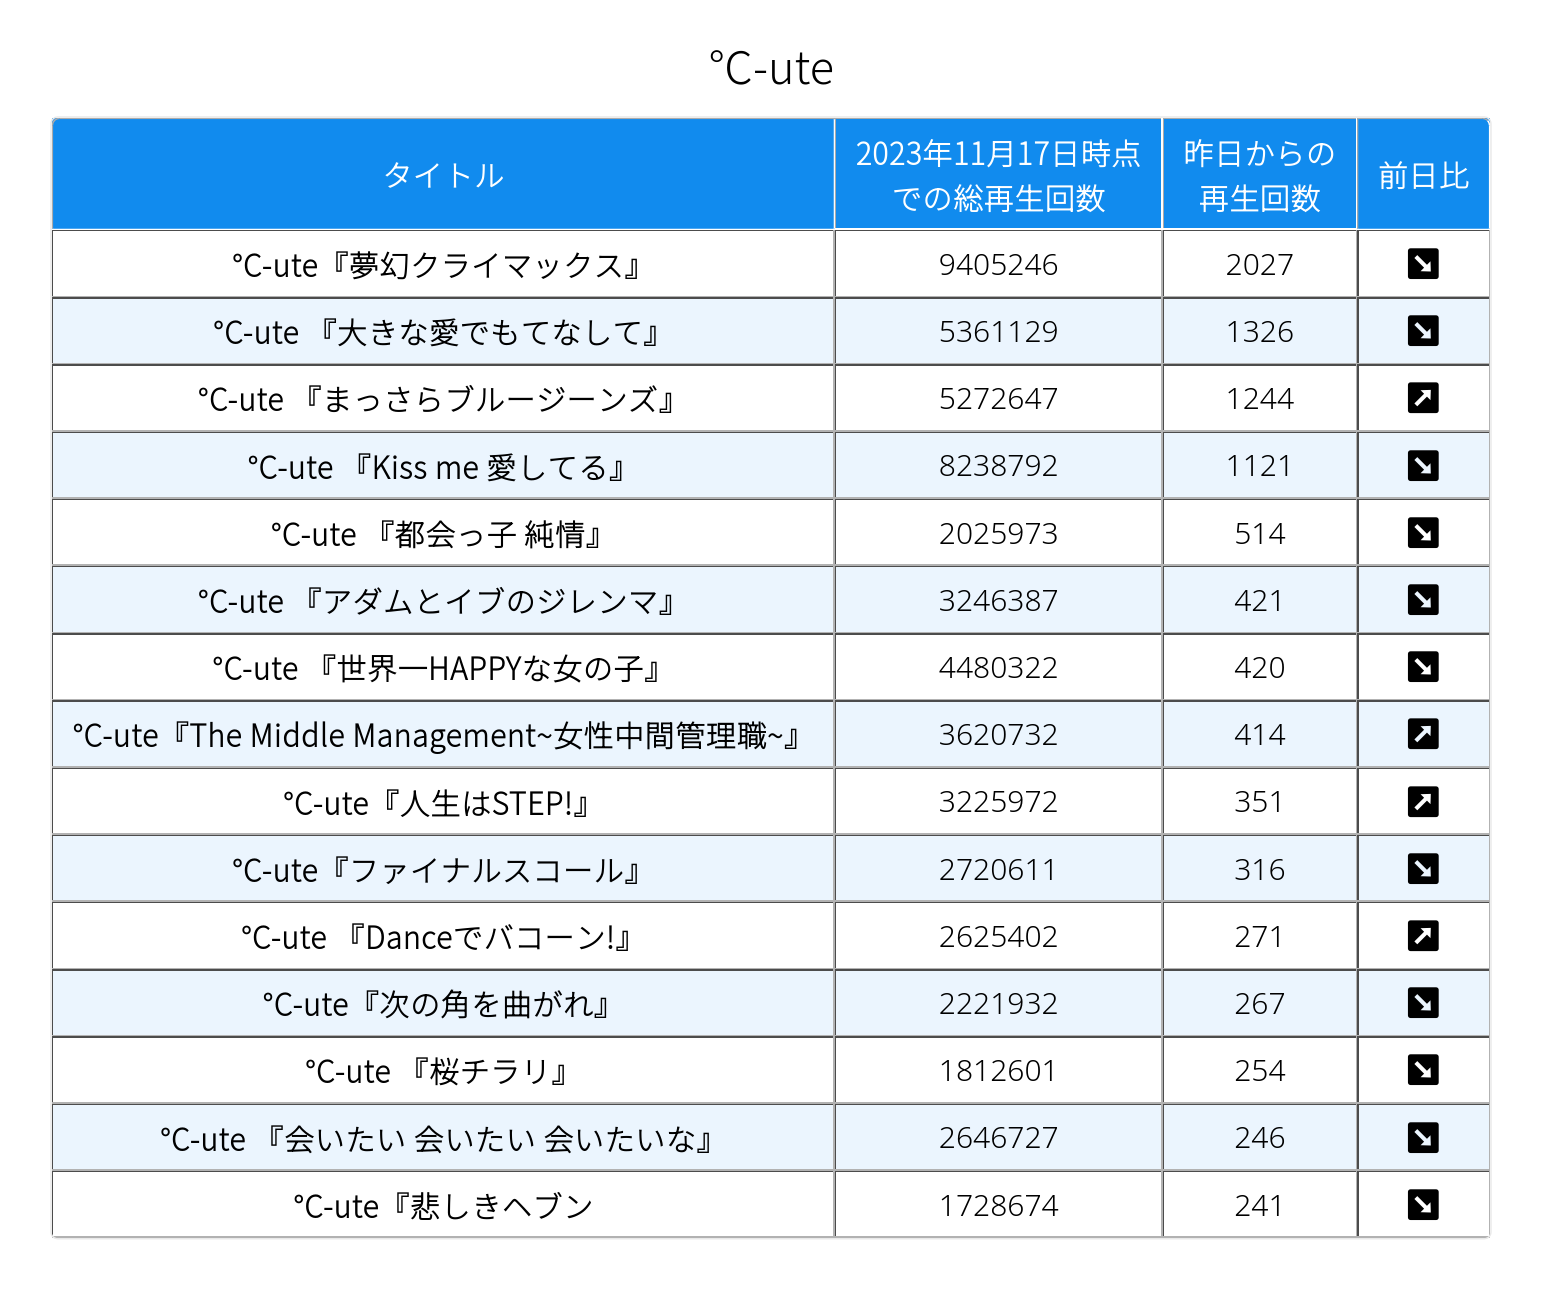 ℃-ute
タイトル
2023年11月17日時点
での総再生回数
昨日からの
再生回数
前日比
℃-ute『夢幻クライマックス』 9405246 2027 ↘
℃-ute 『大きな愛でもてなして』 5361129 1326 ↘
℃-ute 『まっさらブルージーンズ』 5272647 1244 ↗
℃-ute 『Kiss me 愛してる』 8238792 1121 ↘
℃-ute 『都会っ子 純情』 2025973 514 ↘
℃-ute 『アダムとイブのジレンマ』 3246387 421 ↘
℃-ute 『世界一HAPPYな女の子』 4480322 420 ↘
℃-ute『The Middle Management~女性中間管理職~』 3620732 414 ↗
℃-ute『人生はSTEP!』 3225972 351 ↗
℃-ute『ファイナルスコール』 2720611 316 ↘
℃-ute 『Danceでバコーン!』 2625402 271 ↗
℃-ute『次の角を曲がれ』 2221932 267 ↘
℃-ute 『桜チラリ』 1812601 254 ↘
℃-ute 『会いたい 会いたい 会いたいな』 2646727 246 ↘
℃-ute『悲しきヘブン 1728674 241 ↘